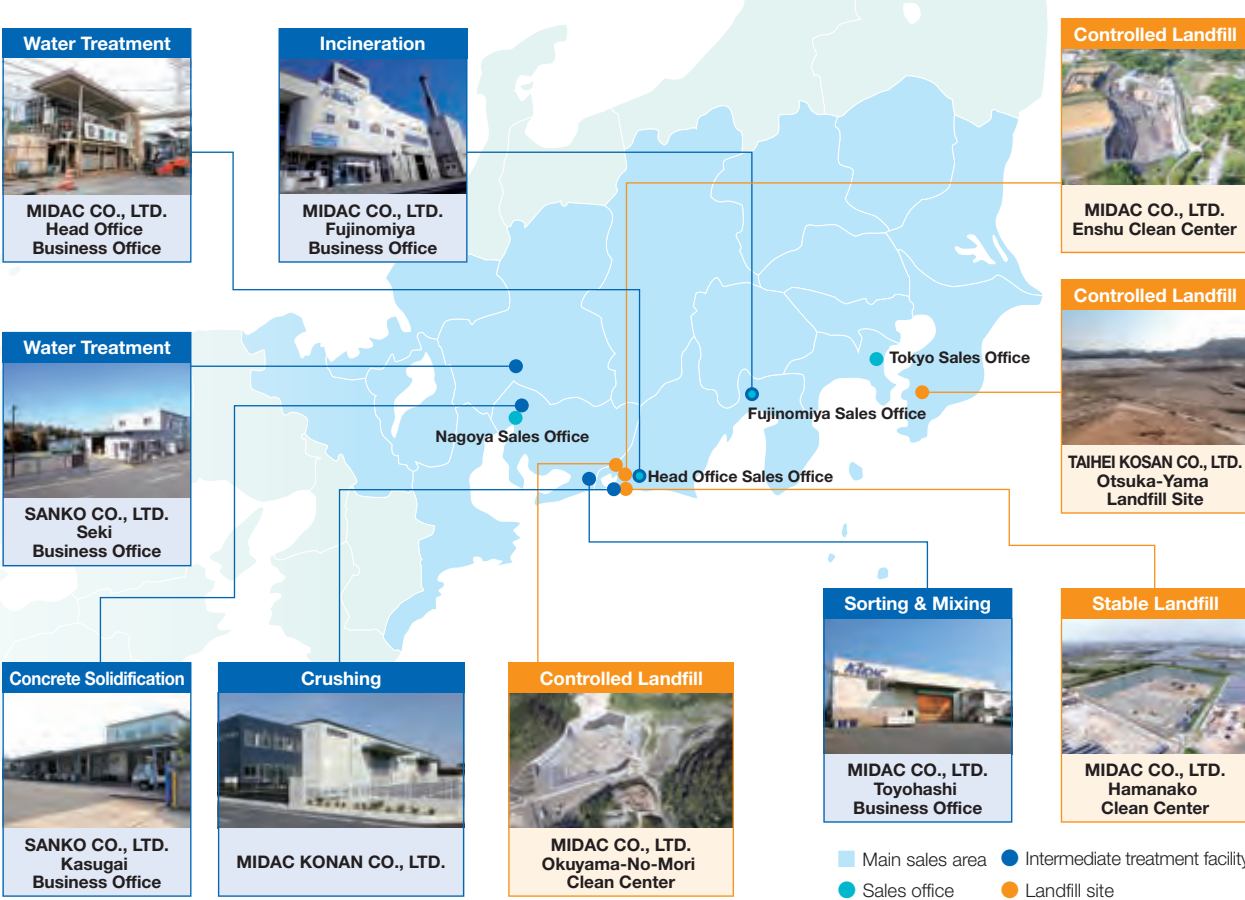 Water Treatment
MIDAC CO., LTD.
Head Office
Business Office
Incineration
MIDAC CO., LTD.
Fujinomiya
Business Office
Controlled Landfill
MIDAC CO., LTD.
Enshu Clean Center
Water Treatment
SANKO CO., LTD.
Seki
Business Office
Controlled Landfill
TAIHEI KOSAN CO., LTD.
Otsuka-Yama
Landfill Site
Tokyo Sales Office
Fujinomiya Sales Office
Nagoya Sales Office
Head Office Sales Office
Concrete Solidification
SANKO CO., LTD.
Kasugai
Business Office
Crushing
MIDAC KONAN CO., LTD.
Controlled Landfill
MIDAC CO., LTD.
Okuyama-No-Mori
Clean Center
Sorting & Mixing
MIDAC
MIDAC CO., LTD.
Toyohashi
Business Office
Stable Landfill
MIDAC CO., LTD.
Hamanako
Clean Center
Main sales area
Intermediate treatment facility
Sales office
Landfill site